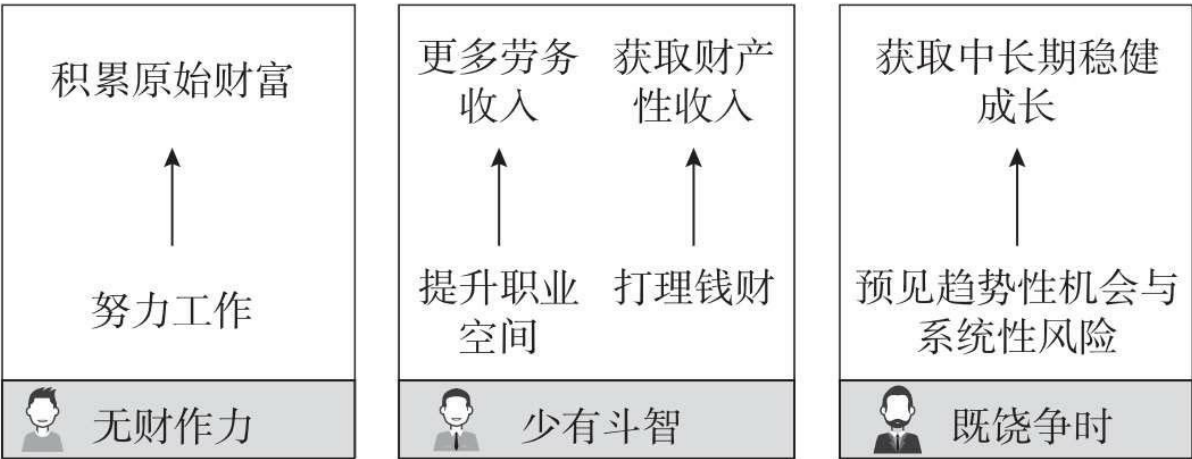 积累原始财富
努力工作
无财作力
更多劳务
收入
提升职业
空间
获取财产
性收入
打理钱财
少有斗智
获取中长期稳健
成长
预见趋势性机会与
系统性风险
既饶争时